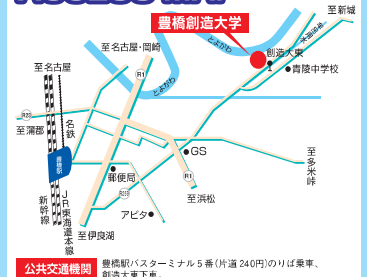 至新城
豊橋創造大学
至名古屋・岡崎
とよがわ
創造大東
至名古屋
R1
青陵中学校
とよがわ
R23
名鉄
至蒲郡
GS
至多米峠
豊橋駅
郵便局
R1
R259
至浜松
新幹線
JR東海道本線
アピタ
至伊良湖
公共交通機関
豊橋駅バスターミナル5番(片道240円)のりば乗車、
創造大東下車。